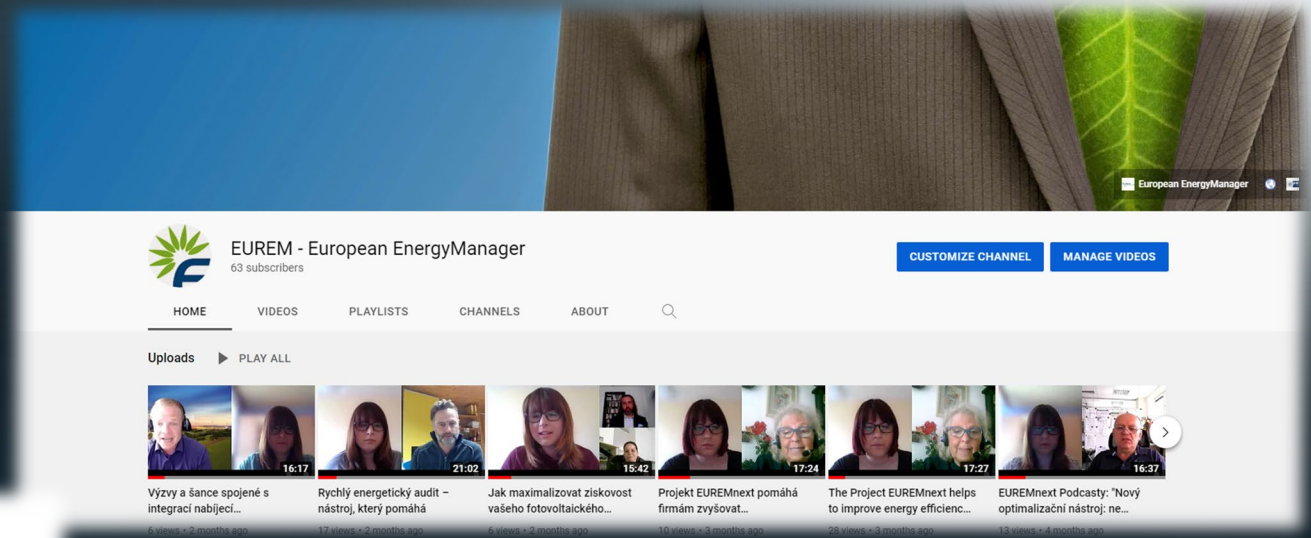 European EnergyManager
EUREM - European EnergyManager
63 subscribers
CUSTOMIZE CHANNEL
MANAGE VIDEOS
HOME
VIDEOS
PLAYLISTS
CHANNELS
ABOUT
Uploads
PLAY ALL
16:17
21:02
15:42
17:24
17:27
16:37
Výzvy a šance spojené s
integrací nabíjecí...
6 views • 2 months ago
Rychlý energetický audit –
nástroj, který pomáhá
17 views • 2 months ago
Jak maximalizovat ziskovost
vašeho fotovoltaického...
6 views • 2 months ago
Projekt EUREMnext pomáhá
firmám zvyšovat...
10 views • 3 months ago
The Project EUREMnext helps
to improve energy efficienc...
28 views • 3 months ago
EUREMnext Podcasty: "Nový
optimalizační nástroj: ne...
13 views • 4 months ago